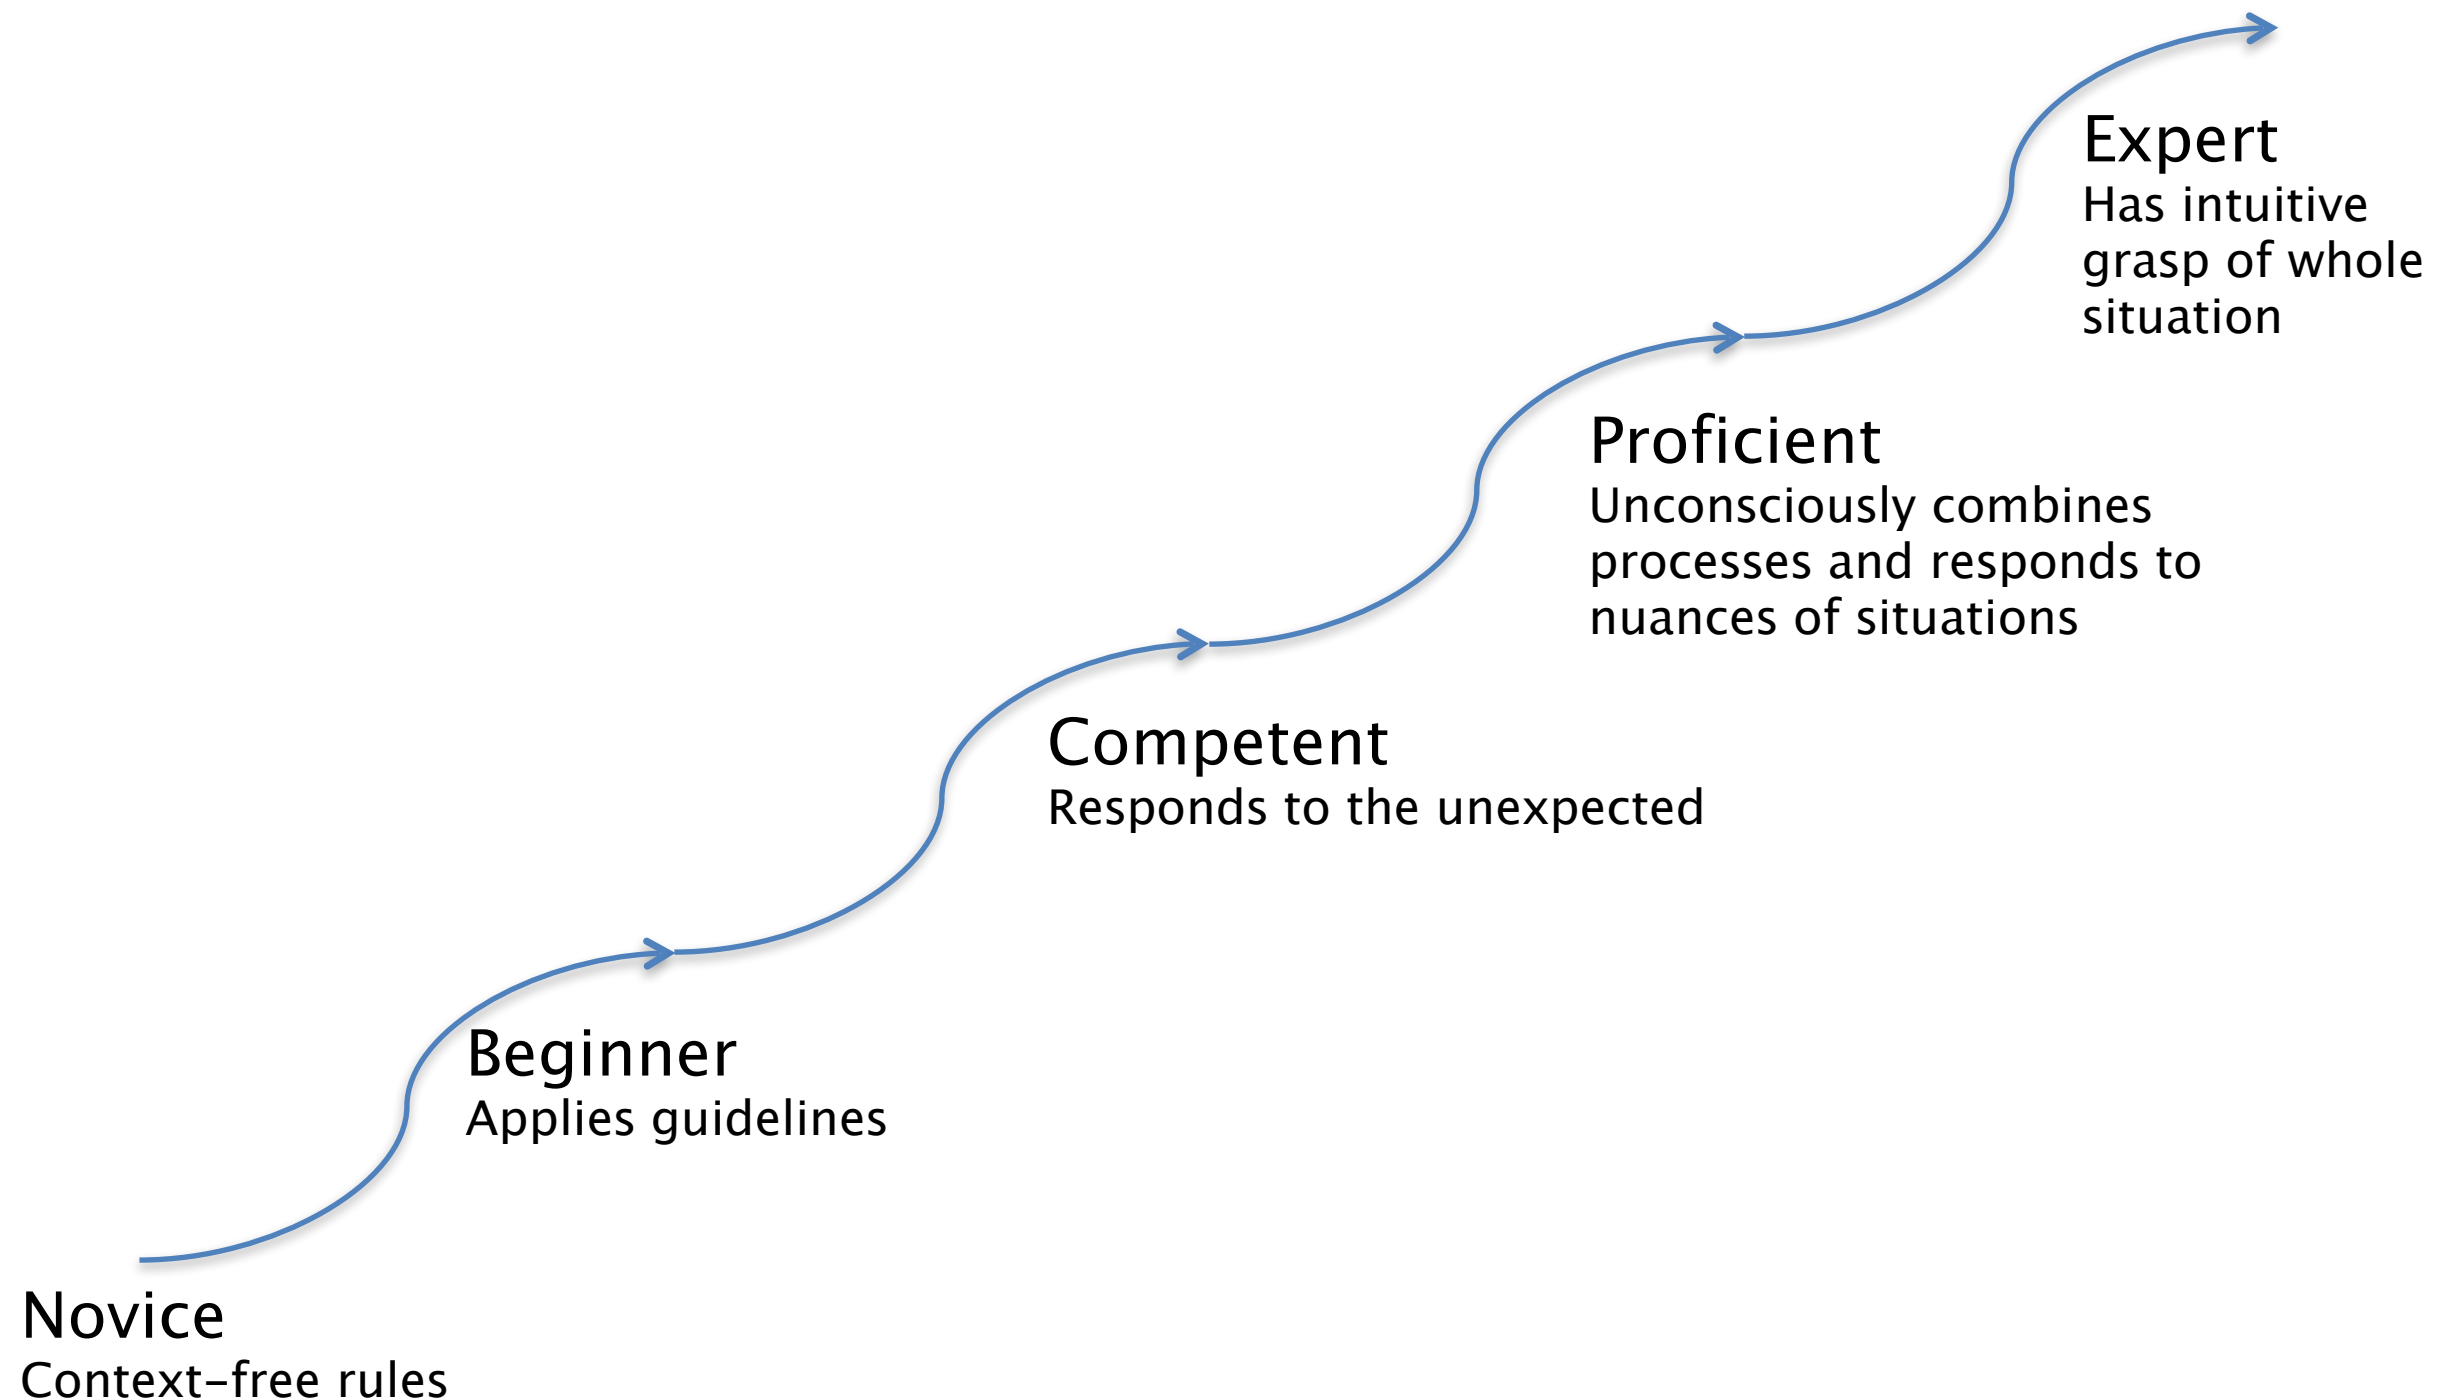 Expert
Has intuitive
grasp of whole
situation
Proficient
Unconsciously combines
processes and responds to
nuances of situations
Competent
Responds to the unexpected
Beginner
Applies guidelines
Novice
Context-free rules